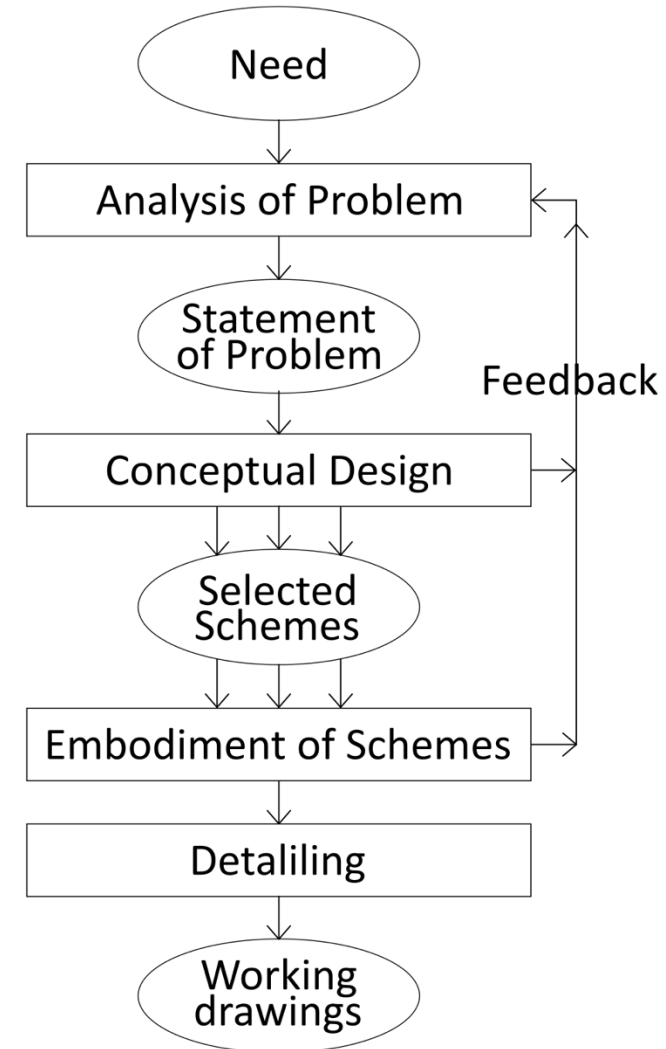 Need
Analysis of Problem
Statement
of Problem
Feedback
Conceptual Design
Selected
Schemes
Embodiment of Schemes
Detaliling
Working
drawings